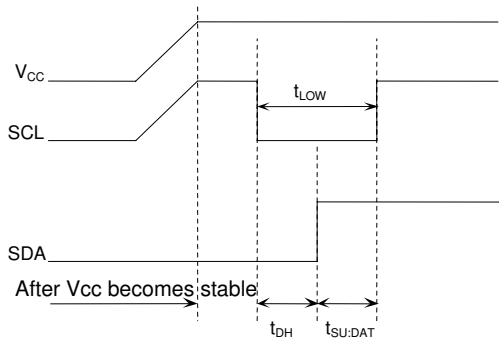 VCC
tLOW
SCL
SDA
After Vcc becomes stable
tDH
tSU:DAT